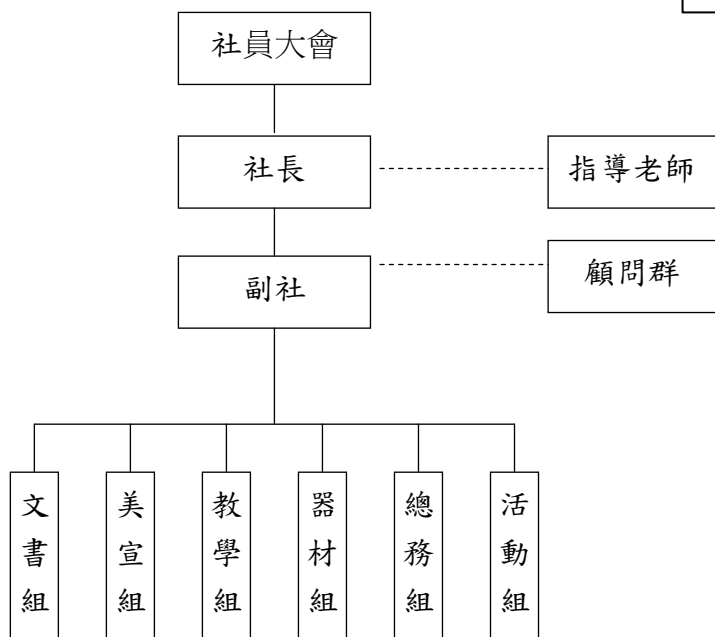 社員大會
社長
指導老師
副社
顧問群
文書組
美宣組
教學組
器材組
總務組
活動組